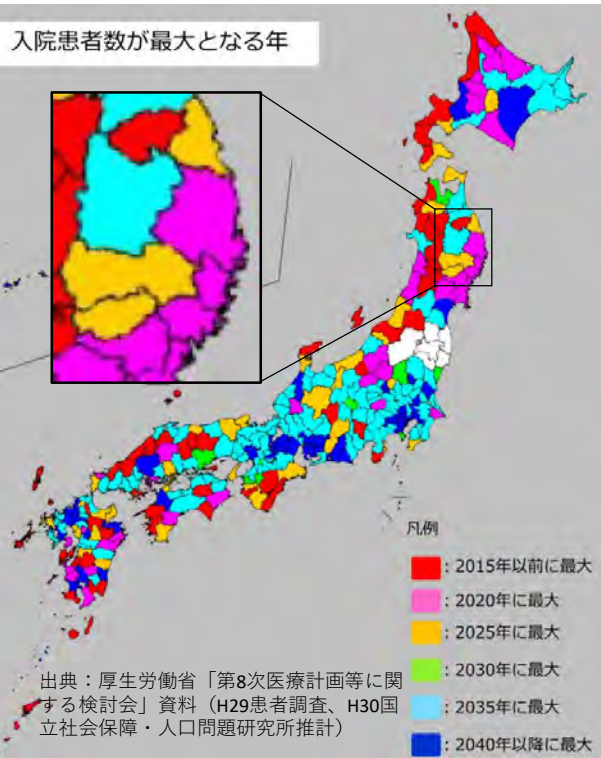 入院患者数が最大となる年
凡例
：2015年以前に最大
：2020年に最大
：2025年に最大
：2030年に最大
：2035年に最大
：2040年以降に最大
出典：厚生労働省「第8次医療計画等に関
する検討会」資料（H29患者調査、H30国
立社会保障・人口問題研究所推計）